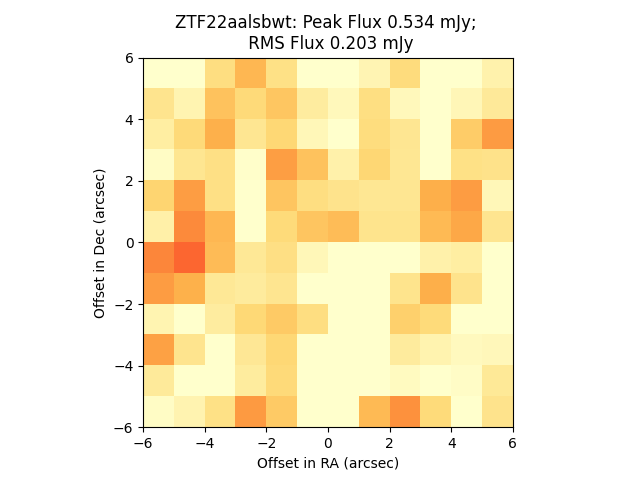 ZTF22aalsbwt: Peak Flux 0.534 mJy;
RMS Flux 0.203 mJy
6
4
2
0
−2
−4
−6
Offset in Dec (arcsec)
−6 −4 −2 0 2 4 6
Offset in RA (arcsec)